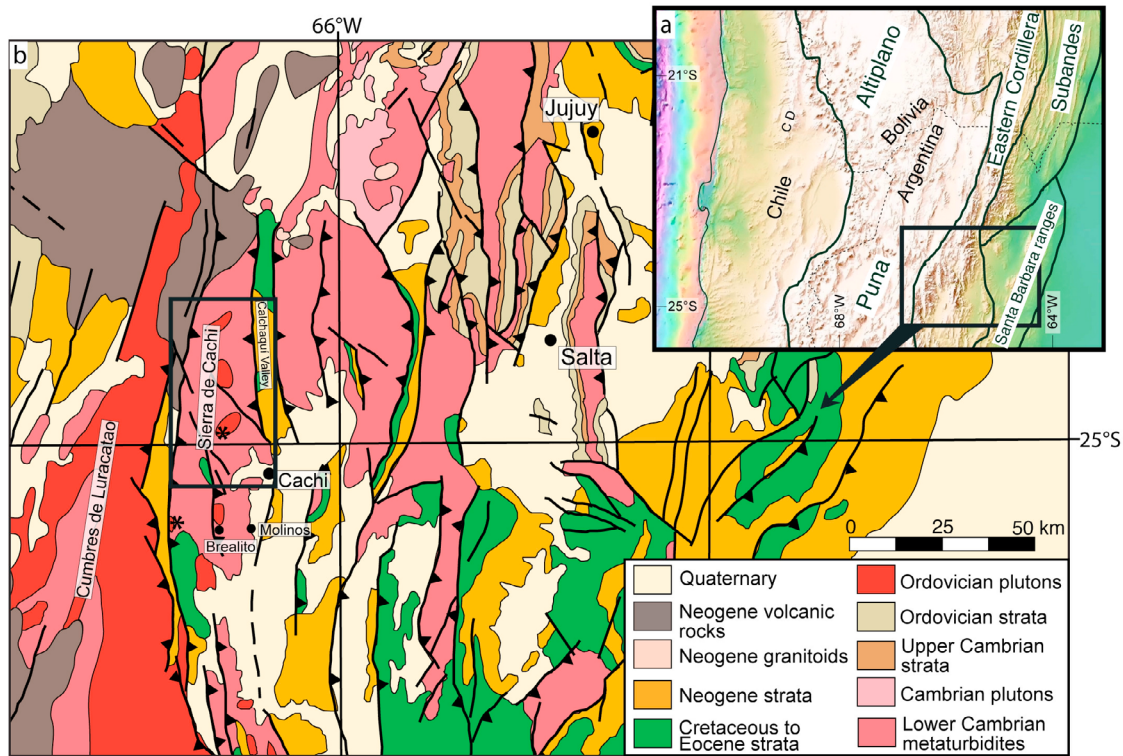 66°W
b
a
21°S
Altiplano
Eastern Cordillera
Subandes
C D
Bolivia
Argentina
Chile
Puna
Santa Barbara ranges
25°S
68°W
64°W
Jujuy
Salta
Calchaqui Valley
Sierra de Cachi
*
25°S
Cachi
Cumbres de Luracatao
*
Molinos
Brealito
0 25 50 km
Quaternary
Neogene volcanic
rocks
Neogene granitoids
Neogene strata
Cretaceous to
Eocene strata
Ordovician plutons
Ordovician strata
Upper Cambrian
strata
Cambrian plutons
Lower Cambrian
metaturbidites